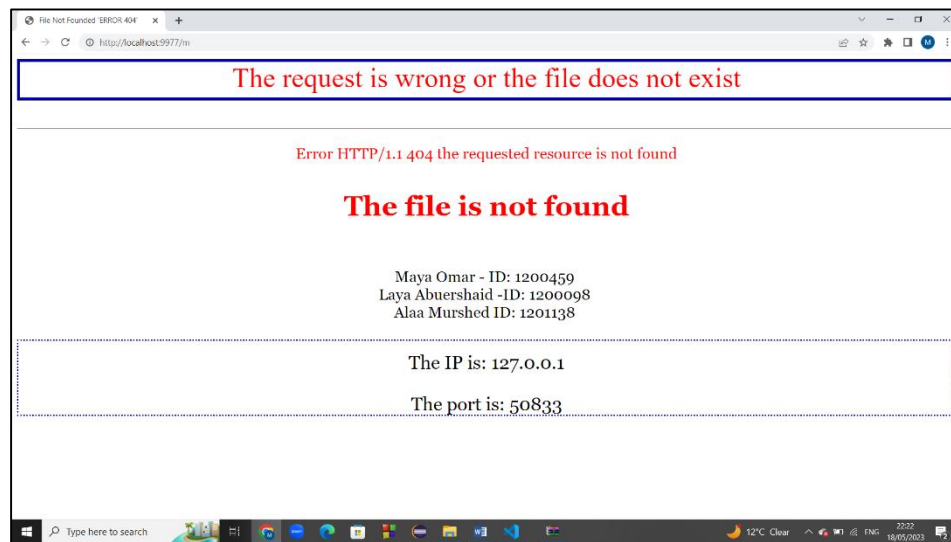 File Not Founded 'ERROR 404'
http://localhost:9977/m
M
The request is wrong or the file does not exist
Error HTTP/1.1 404 the requested resource is not found
The file is not found
Maya Omar - ID: 1200459
Laya Abuershaid -ID: 1200098
Alaa Murshed ID: 1201138
The IP is: 127.0.0.1
The port is: 50833
Type here to search
12°C Clear
ENG
22:22
18/05/2023